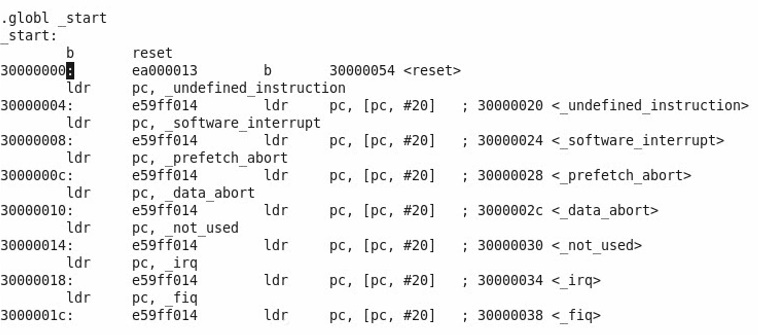 .globl _start
_start:
        b       reset
30000000:       ea000013        b       30000054 <reset>
        ldr     pc, _undefined_instruction
30000004:       e59ff014        ldr     pc, [pc, #20]   ; 30000020 <_undefined_instruction>
        ldr     pc, _software_interrupt
30000008:       e59ff014        ldr     pc, [pc, #20]   ; 30000024 <_software_interrupt>
        ldr     pc, _prefetch_abort
3000000c:       e59ff014        ldr     pc, [pc, #20]   ; 30000028 <_prefetch_abort>
        ldr     pc, _data_abort
30000010:       e59ff014        ldr     pc, [pc, #20]   ; 3000002c <_data_abort>
        ldr     pc, _not_used
30000014:       e59ff014        ldr     pc, [pc, #20]   ; 30000030 <_not_used>
        ldr     pc, _irq
30000018:       e59ff014        ldr     pc, [pc, #20]   ; 30000034 <_irq>
        ldr     pc, _fiq
3000001c:       e59ff014        ldr     pc, [pc, #20]   ; 30000038 <_fiq>